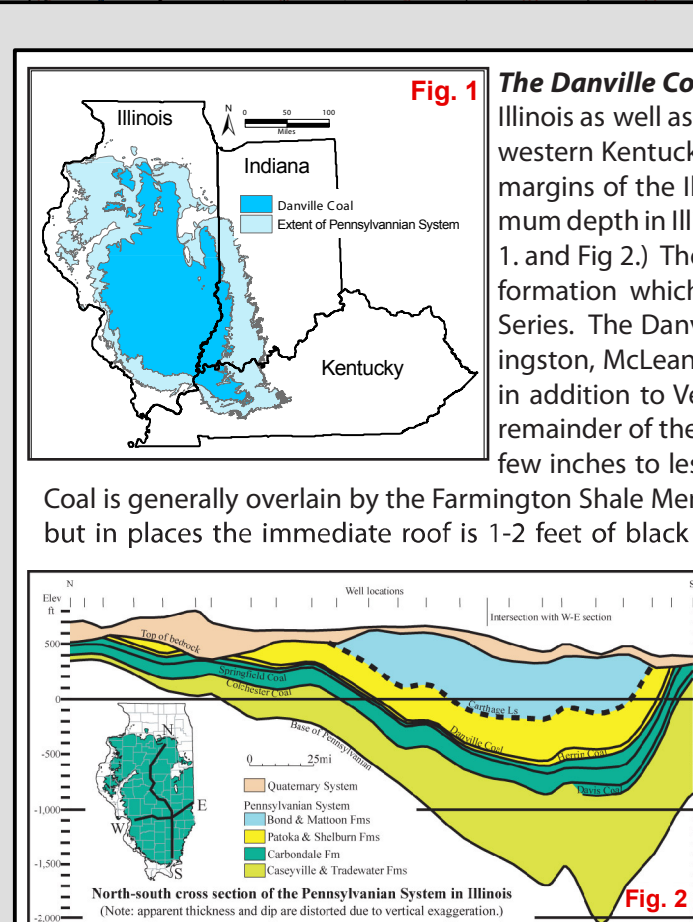 Fig. 1
Illinois
N
0 50 100
Miles
Indiana
Danville Coal
Extent of Pennsylvannian System
Kentucky
The Danville Co
Illinois as well as
western Kentuck
margins of the Il
mum depth in Ill
1. and Fig 2.) The
formation which
Series. The Danv
ingston, McLean
in addition to Ve
remainder of the
few inches to les
Coal is generally overlain by the Farmington Shale Mer
but in places the immediate roof is 1-2 feet of black
N
S
Elev
ft
Well locations
Intersection with W-E section
500
0
-500
-1,000
-1,500
-2,000
Top of bedrock
Springfield Coal
Colchester Coal
Base of Pennsylvanian
Carthage Ls
Danville Coal
Herrin Coal
Davis Coal
N
W
E
S
0 25mi
Quaternary System
Pennsylvanian System
Bond & Mattoon Fms
Patoka & Shelburn Fms
Carbondale Fm
Caseyville & Tradewater Fms
North-south cross section of the Pennsylvanian System in Illinois
(Note: apparent thickness and dip are distorted due to vertical exaggeration.)
Fig. 2